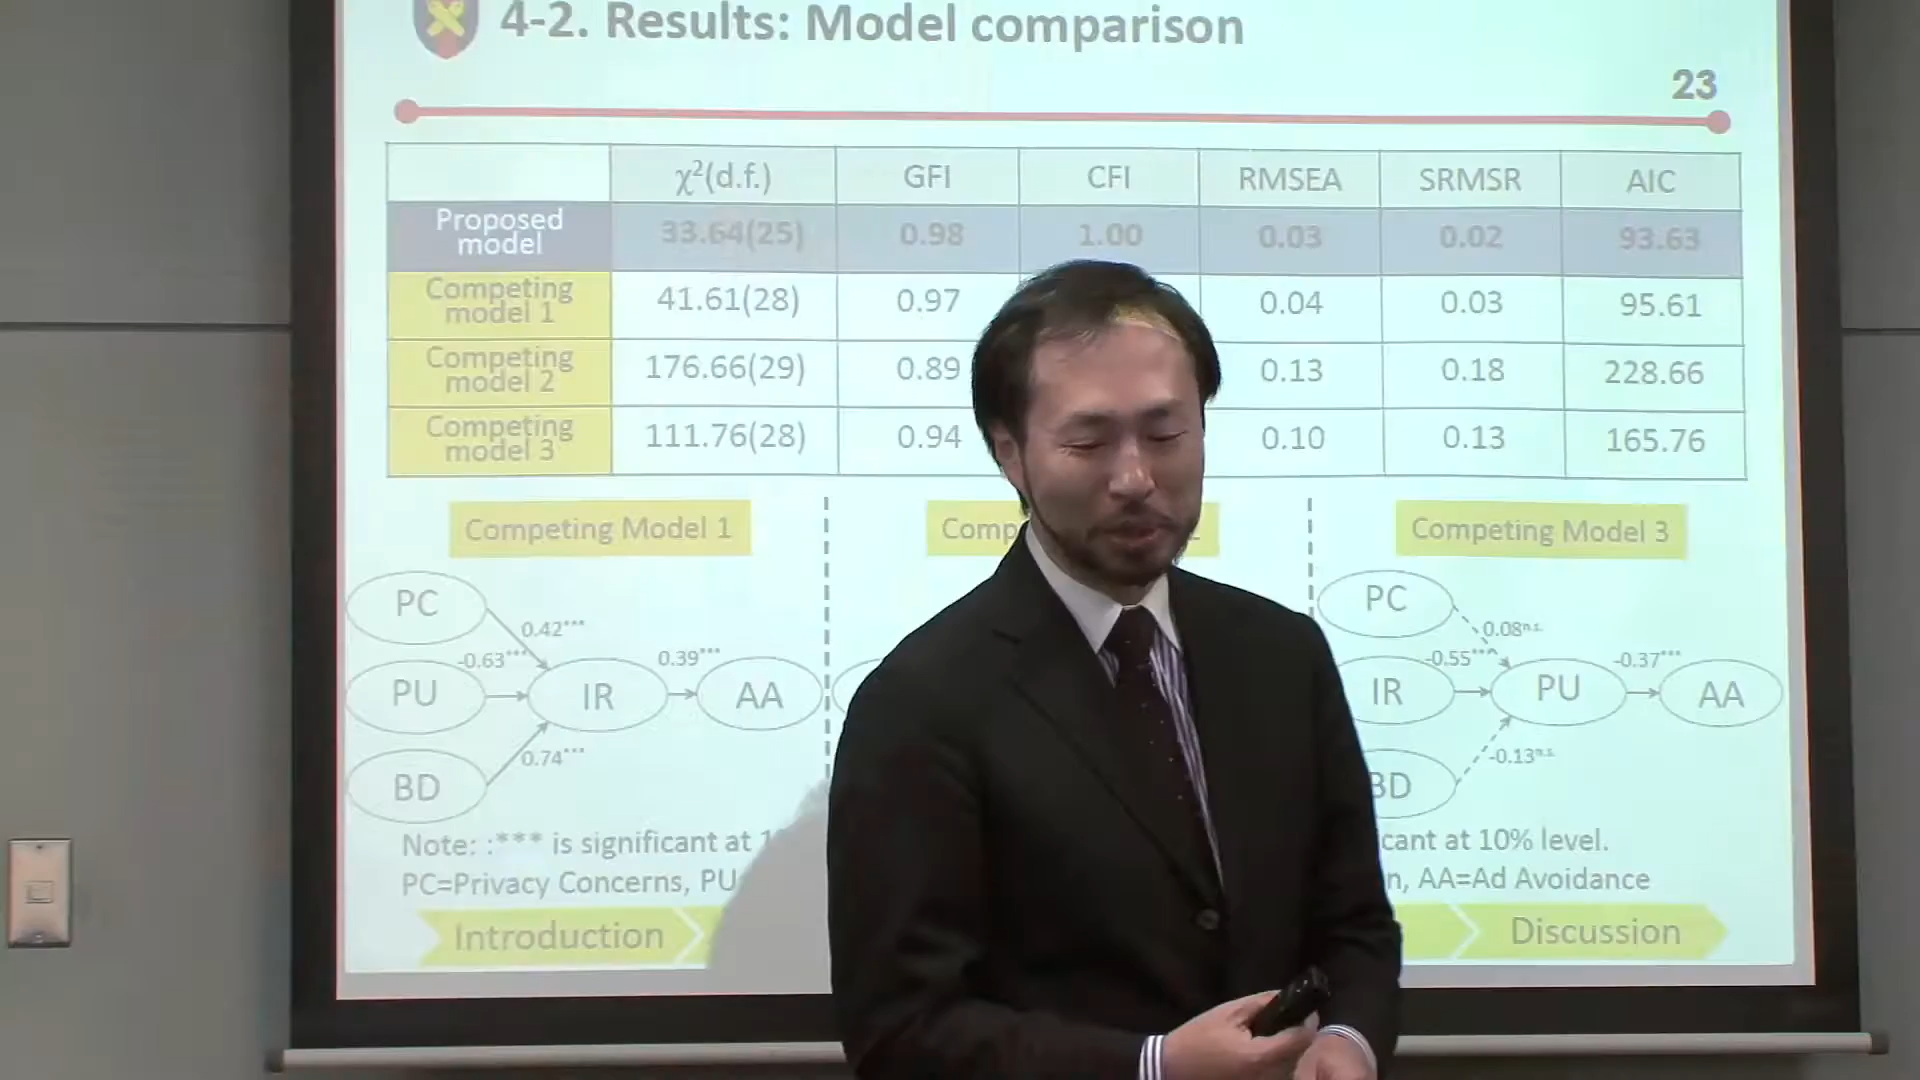 4-2. Results: Model comparison
23
χ²(d.f.) GFI CFI RMSEA SRMSR AIC
Proposed
model
33.64(25) 0.98 1.00 0.03 0.02 93.63
Competing
model 1
41.61(28) 0.97 0.04 0.03 95.61
Competing
model 2
176.66(29) 0.89 0.13 0.18 228.66
Competing
model 3
111.76(28) 0.94 0.10 0.13 165.76
Competing Model 1
PC
0.42***
-0.63***
0.39***
PU
IR
AA
0.74***
BD
Competing Model 3
PC
0.08n.s.
-0.55***
-0.37***
IR
PU
AA
-0.13n.s.
BD
Note: :*** is significant at
at 10% level.
PC=Privacy Concerns, PU
AA=Ad Avoidance
Introduction
Discussion